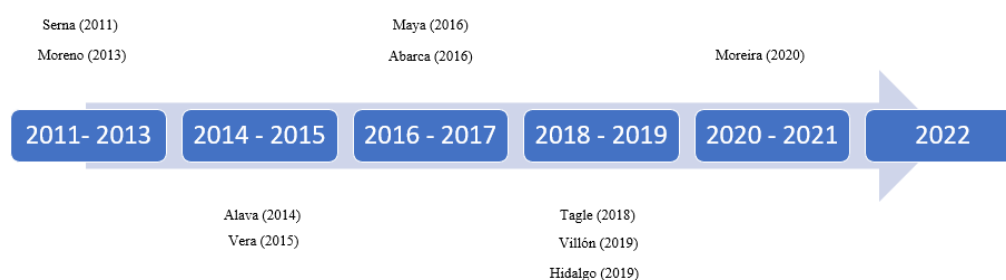 Serna (2011)
Moreno (2013)
Maya (2016)
Abarca (2016)
Moreira (2020)
2011- 2013
2014 - 2015
2016 - 2017
2018 - 2019
2020 - 2021
2022
Alava (2014)
Vera (2015)
Tagle (2018)
Villón (2019)
Hidalgo (2019)